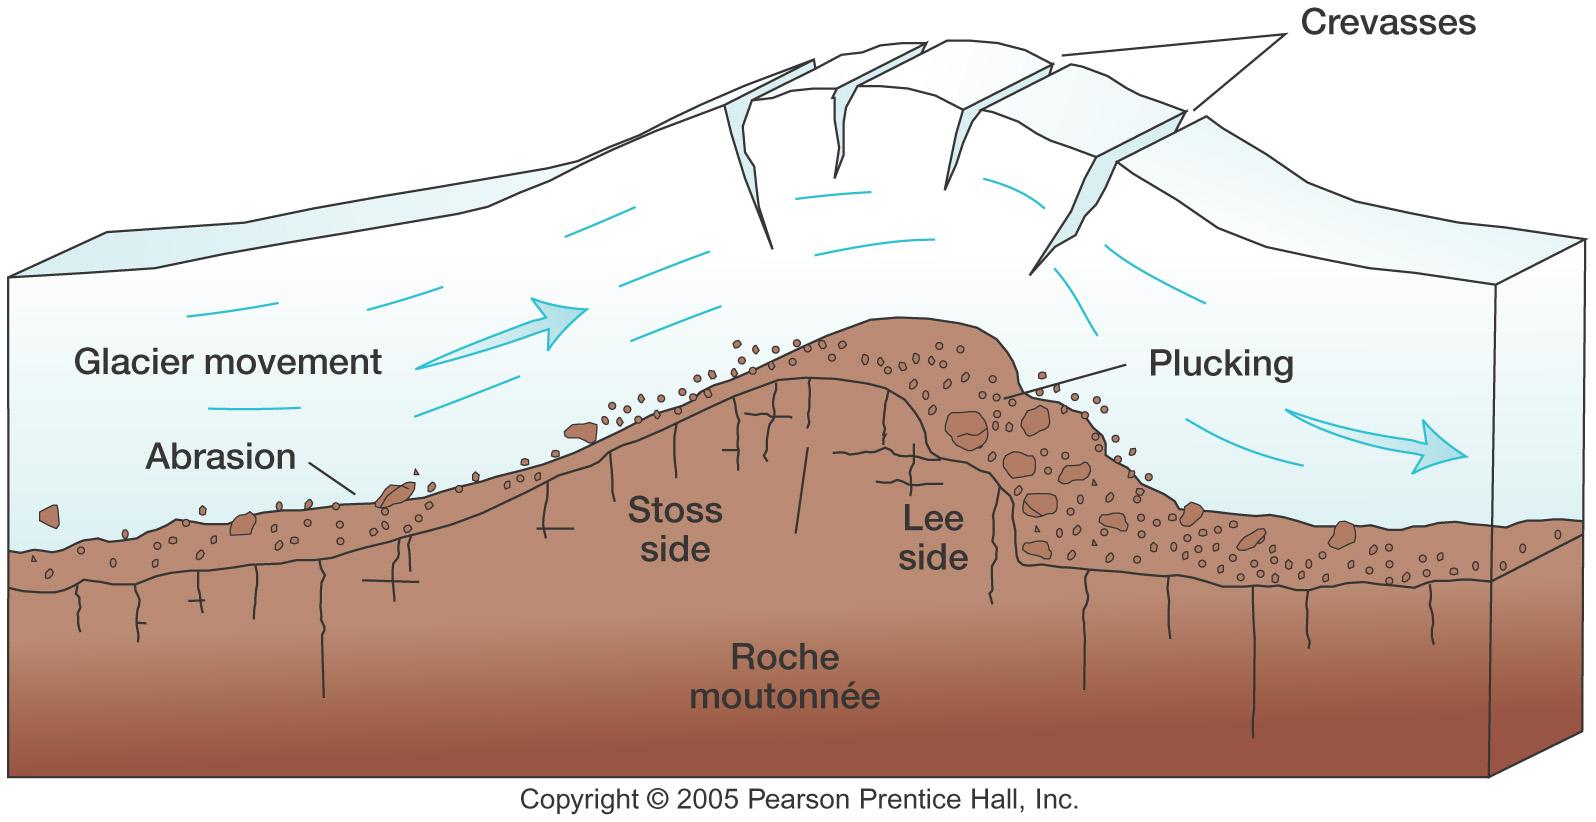 Crevasses
Glacier movement
Plucking
Abrasion
Stoss
side
Lee
side
Roche
moutonnée
Copyright © 2005 Pearson Prentice Hall, Inc.